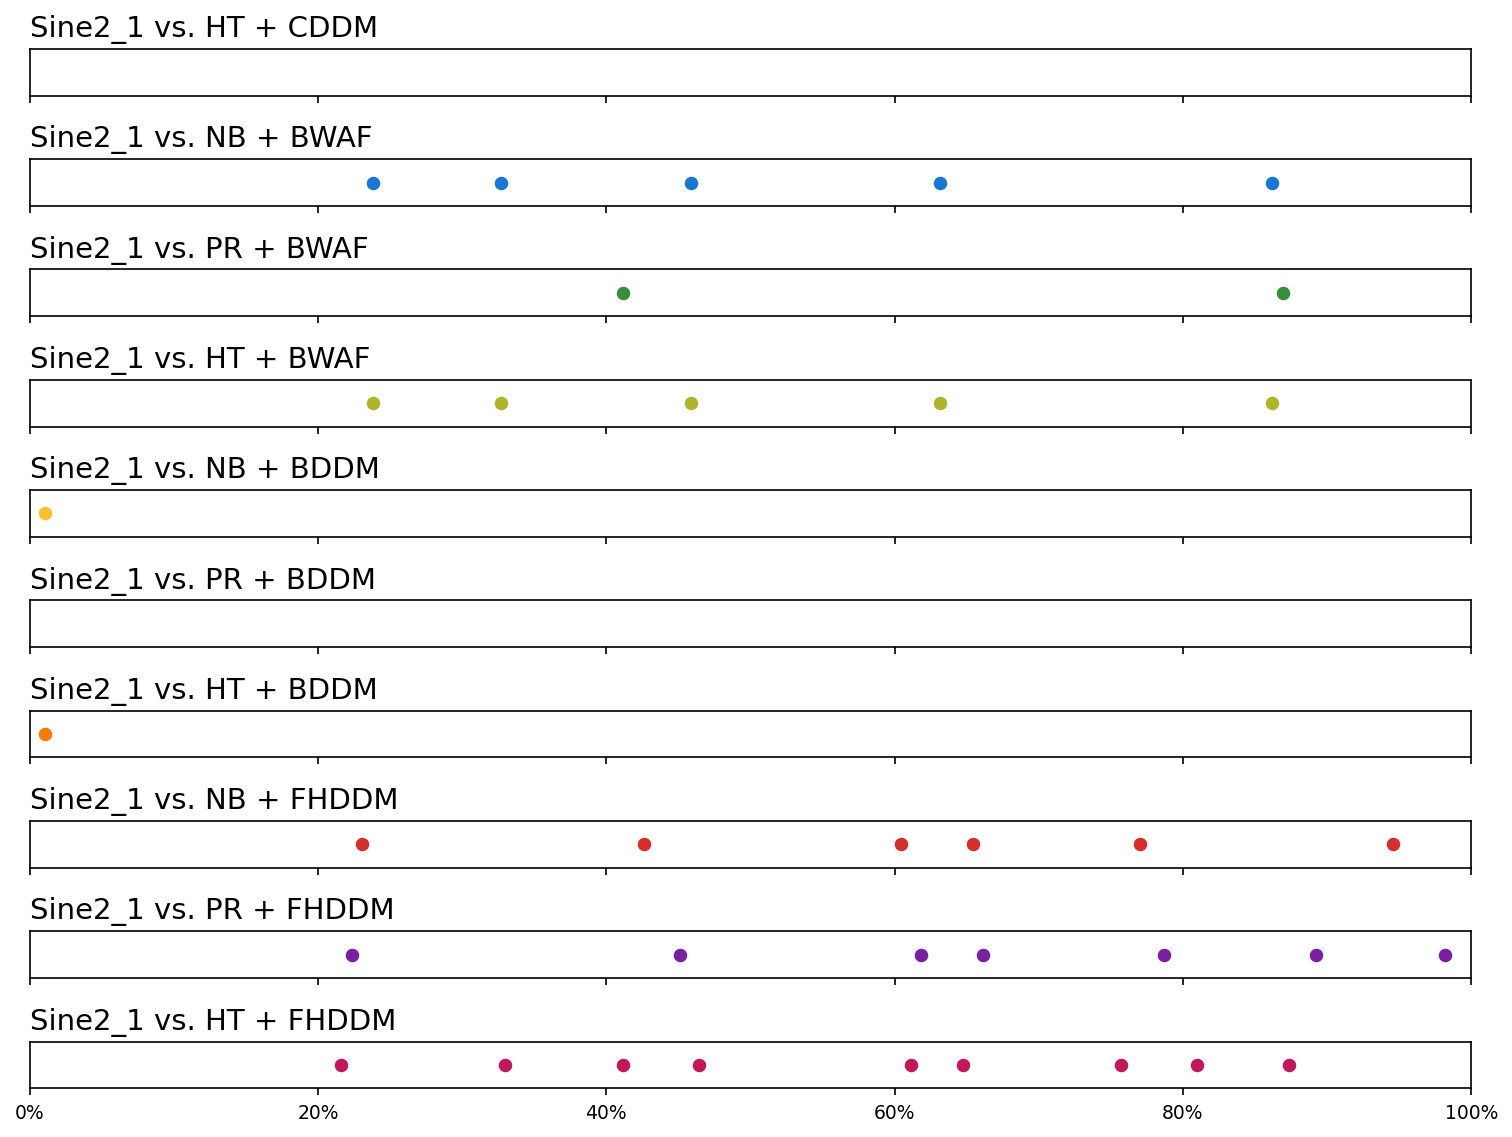 Sine2_1 vs. HT + CDDM
Sine2_1 vs. NB + BWAF
Sine2_1 vs. PR + BWAF
Sine2_1 vs. HT + BWAF
Sine2_1 vs. NB + BDDM
Sine2_1 vs. PR + BDDM
Sine2_1 vs. HT + BDDM
Sine2_1 vs. NB + FHDDM
Sine2_1 vs. PR + FHDDM
Sine2_1 vs. HT + FHDDM
0% 20% 40% 60% 80% 100%